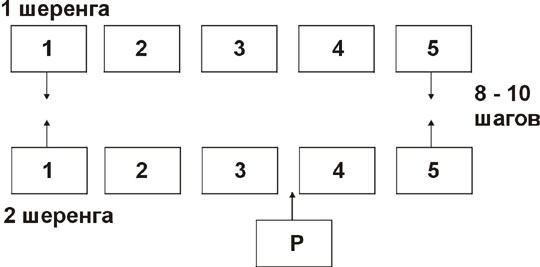 1 шеренга
1 2 3 4 5
8 - 10
шагов
1 2 3 4 5
2 шеренга
Р